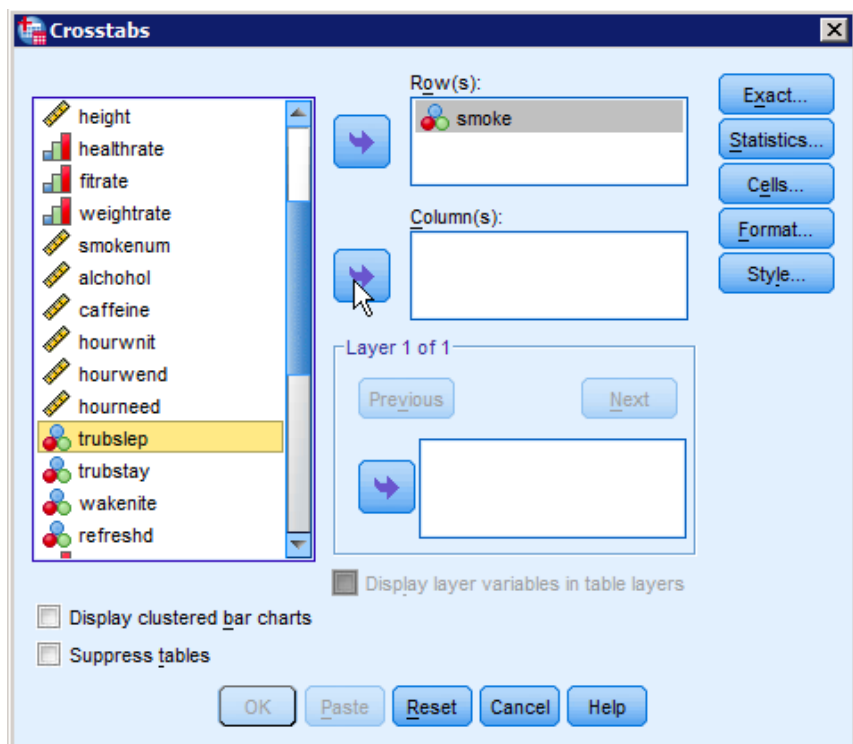 Crosstabs
height
healthrate
fitrate
weightrate
smokenum
alchohol
caffeine
hourwnit
hourwend
hourneed
trubslep
trubstay
wakenite
refreshd
Row(s):
smoke
Column(s):
Layer 1 of 1
Previous
Next
Display layer variables in table layers
Exact...
Statistics...
Cells...
Format...
Style...
Display clustered bar charts
Suppress tables
OK
Paste
Reset
Cancel
Help